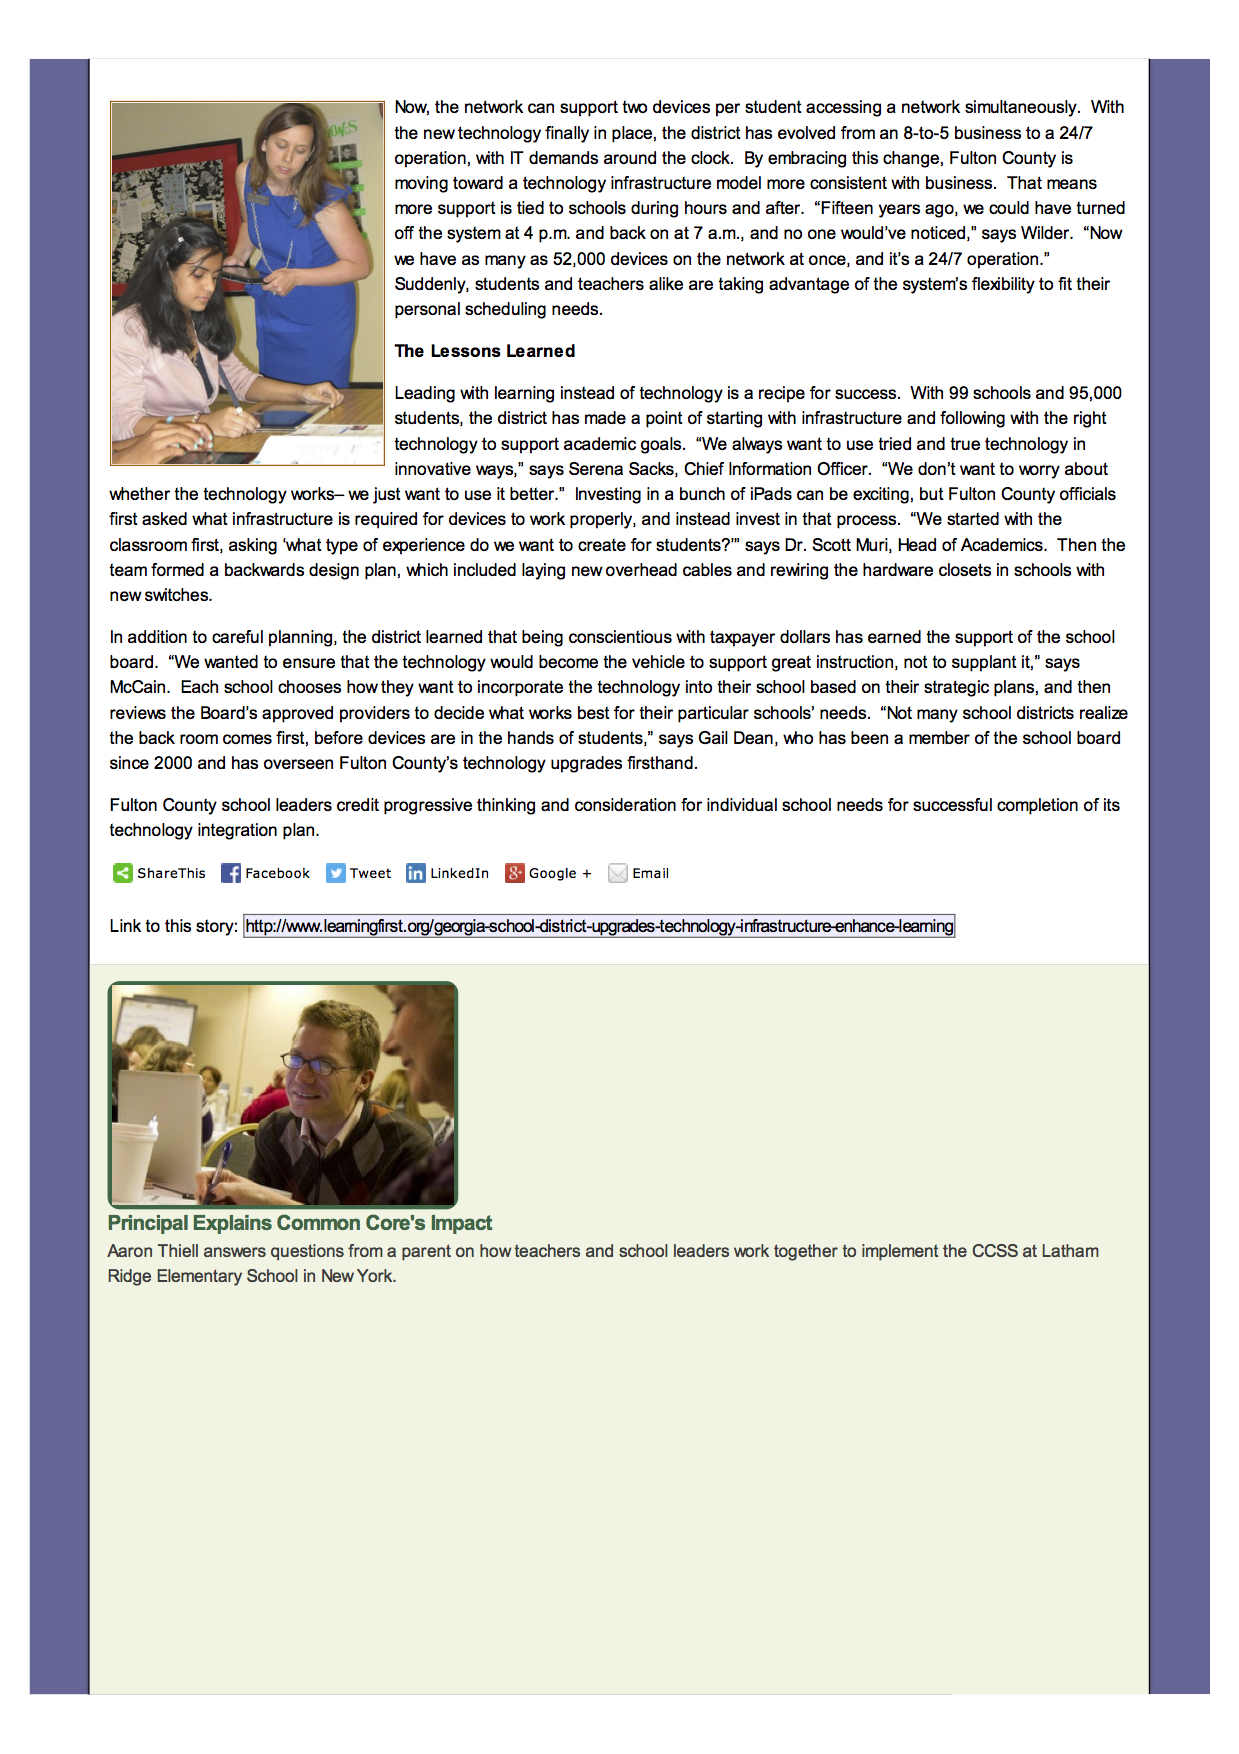 Now, the network can support two devices per student accessing a network simultaneously.  With
the new technology finally in place, the district has evolved from an 8-to-5 business to a 24/7
operation, with IT demands around the clock.  By embracing this change, Fulton County is
moving toward a technology infrastructure model more consistent with business.  That means
more support is tied to schools during hours and after.  “Fifteen years ago, we could have turned
off the system at 4 p.m. and back on at 7 a.m., and no one would’ve noticed,” says Wilder.  “Now
we have as many as 52,000 devices on the network at once, and it’s a 24/7 operation.”
Suddenly, students and teachers alike are taking advantage of the system’s flexibility to fit their
personal scheduling needs.
The Lessons Learned
Leading with learning instead of technology is a recipe for success.  With 99 schools and 95,000
students, the district has made a point of starting with infrastructure and following with the right
technology to support academic goals.  “We always want to use tried and true technology in
innovative ways,” says Serena Sacks, Chief Information Officer.  “We don’t want to worry about
whether the technology works– we just want to use it better.”  Investing in a bunch of iPads can be exciting, but Fulton County officials
first asked what infrastructure is required for devices to work properly, and instead invest in that process.  “We started with the
classroom first, asking ‘what type of experience do we want to create for students?’” says Dr. Scott Muri, Head of Academics.  Then the
team formed a backwards design plan, which included laying new overhead cables and rewiring the hardware closets in schools with
new switches.
In addition to careful planning, the district learned that being conscientious with taxpayer dollars has earned the support of the school
board.  “We wanted to ensure that the technology would become the vehicle to support great instruction, not to supplant it,” says
McCain.  Each school chooses how they want to incorporate the technology into their school based on their strategic plans, and then
reviews the Board’s approved providers to decide what works best for their particular schools’ needs.  “Not many school districts realize
the back room comes first, before devices are in the hands of students,” says Gail Dean, who has been a member of the school board
since 2000 and has overseen Fulton County’s technology upgrades firsthand.
Fulton County school leaders credit progressive thinking and consideration for individual school needs for successful completion of its
technology integration plan.
ShareThis Facebook Tweet LinkedIn Google + Email
Link to this story: http://www.learningfirst.org/georgia-school-district-upgrades-technology-infrastructure-enhance-learning
Principal Explains Common Core's Impact
Aaron Thiell answers questions from a parent on how teachers and school leaders work together to implement the CCSS at Latham
Ridge Elementary School in New York.